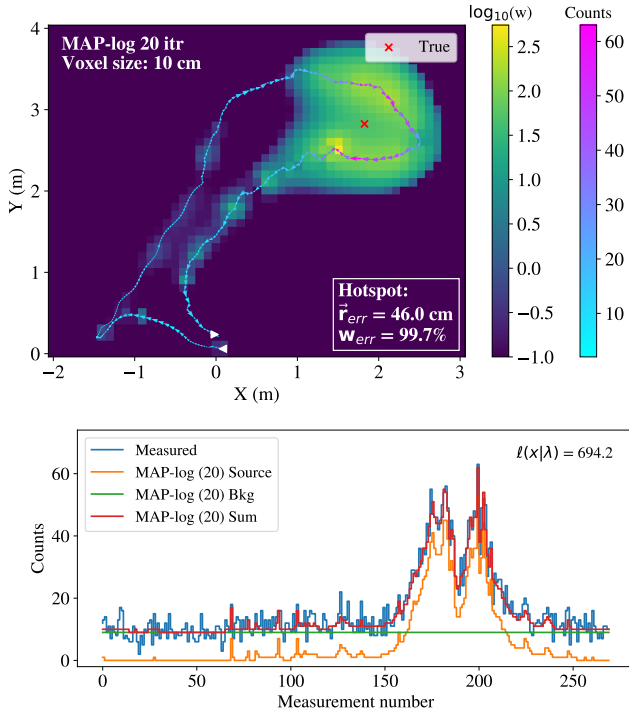 log₁₀(w)
Counts
MAP-log 20 itr
Voxel size: 10 cm
True
Hotspot:
r⃗_err = 46.0 cm
w_err = 99.7%
4
3
2
1
0
Y (m)
−2
−1
0
1
2
3
X (m)
2.5
2.0
1.5
1.0
0.5
0.0
−0.5
−1.0
60
50
40
30
20
10
Measured
MAP-log (20) Source
MAP-log (20) Bkg
MAP-log (20) Sum
ℓ(x|λ) = 694.2
60
40
20
0
Counts
0
50
100
150
200
250
Measurement number